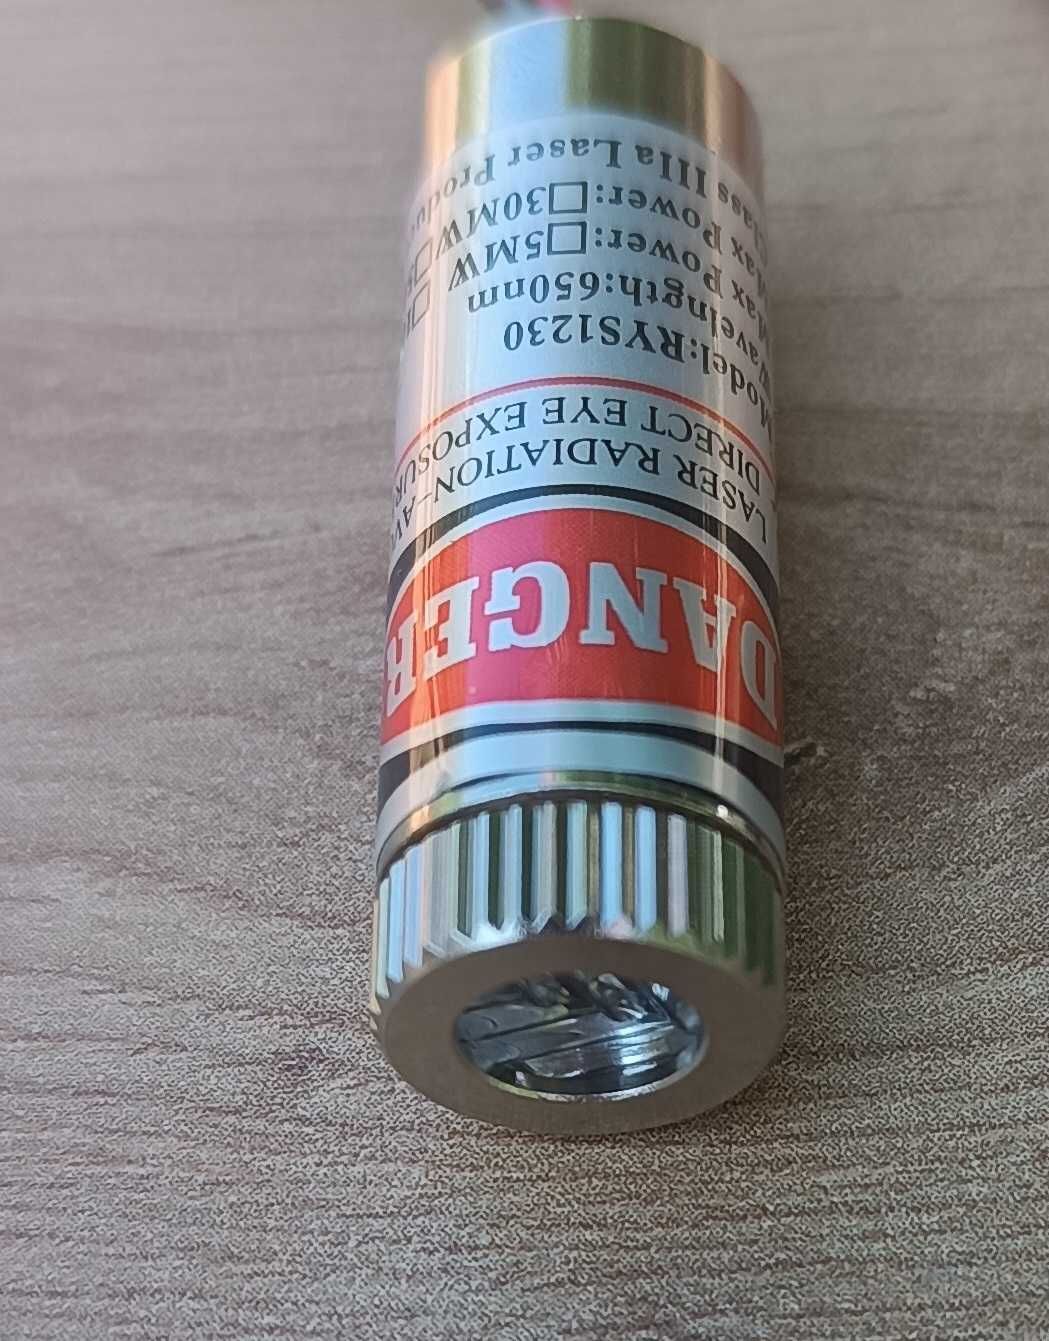 DANGER
LASER RADIATION-AV
DIRECT EYE EXPOSUR
Model:RYS1230
Wavelngth:650nm
Max Power:□5MW
Max Power:□30MW
Class IIIa Laser Produ